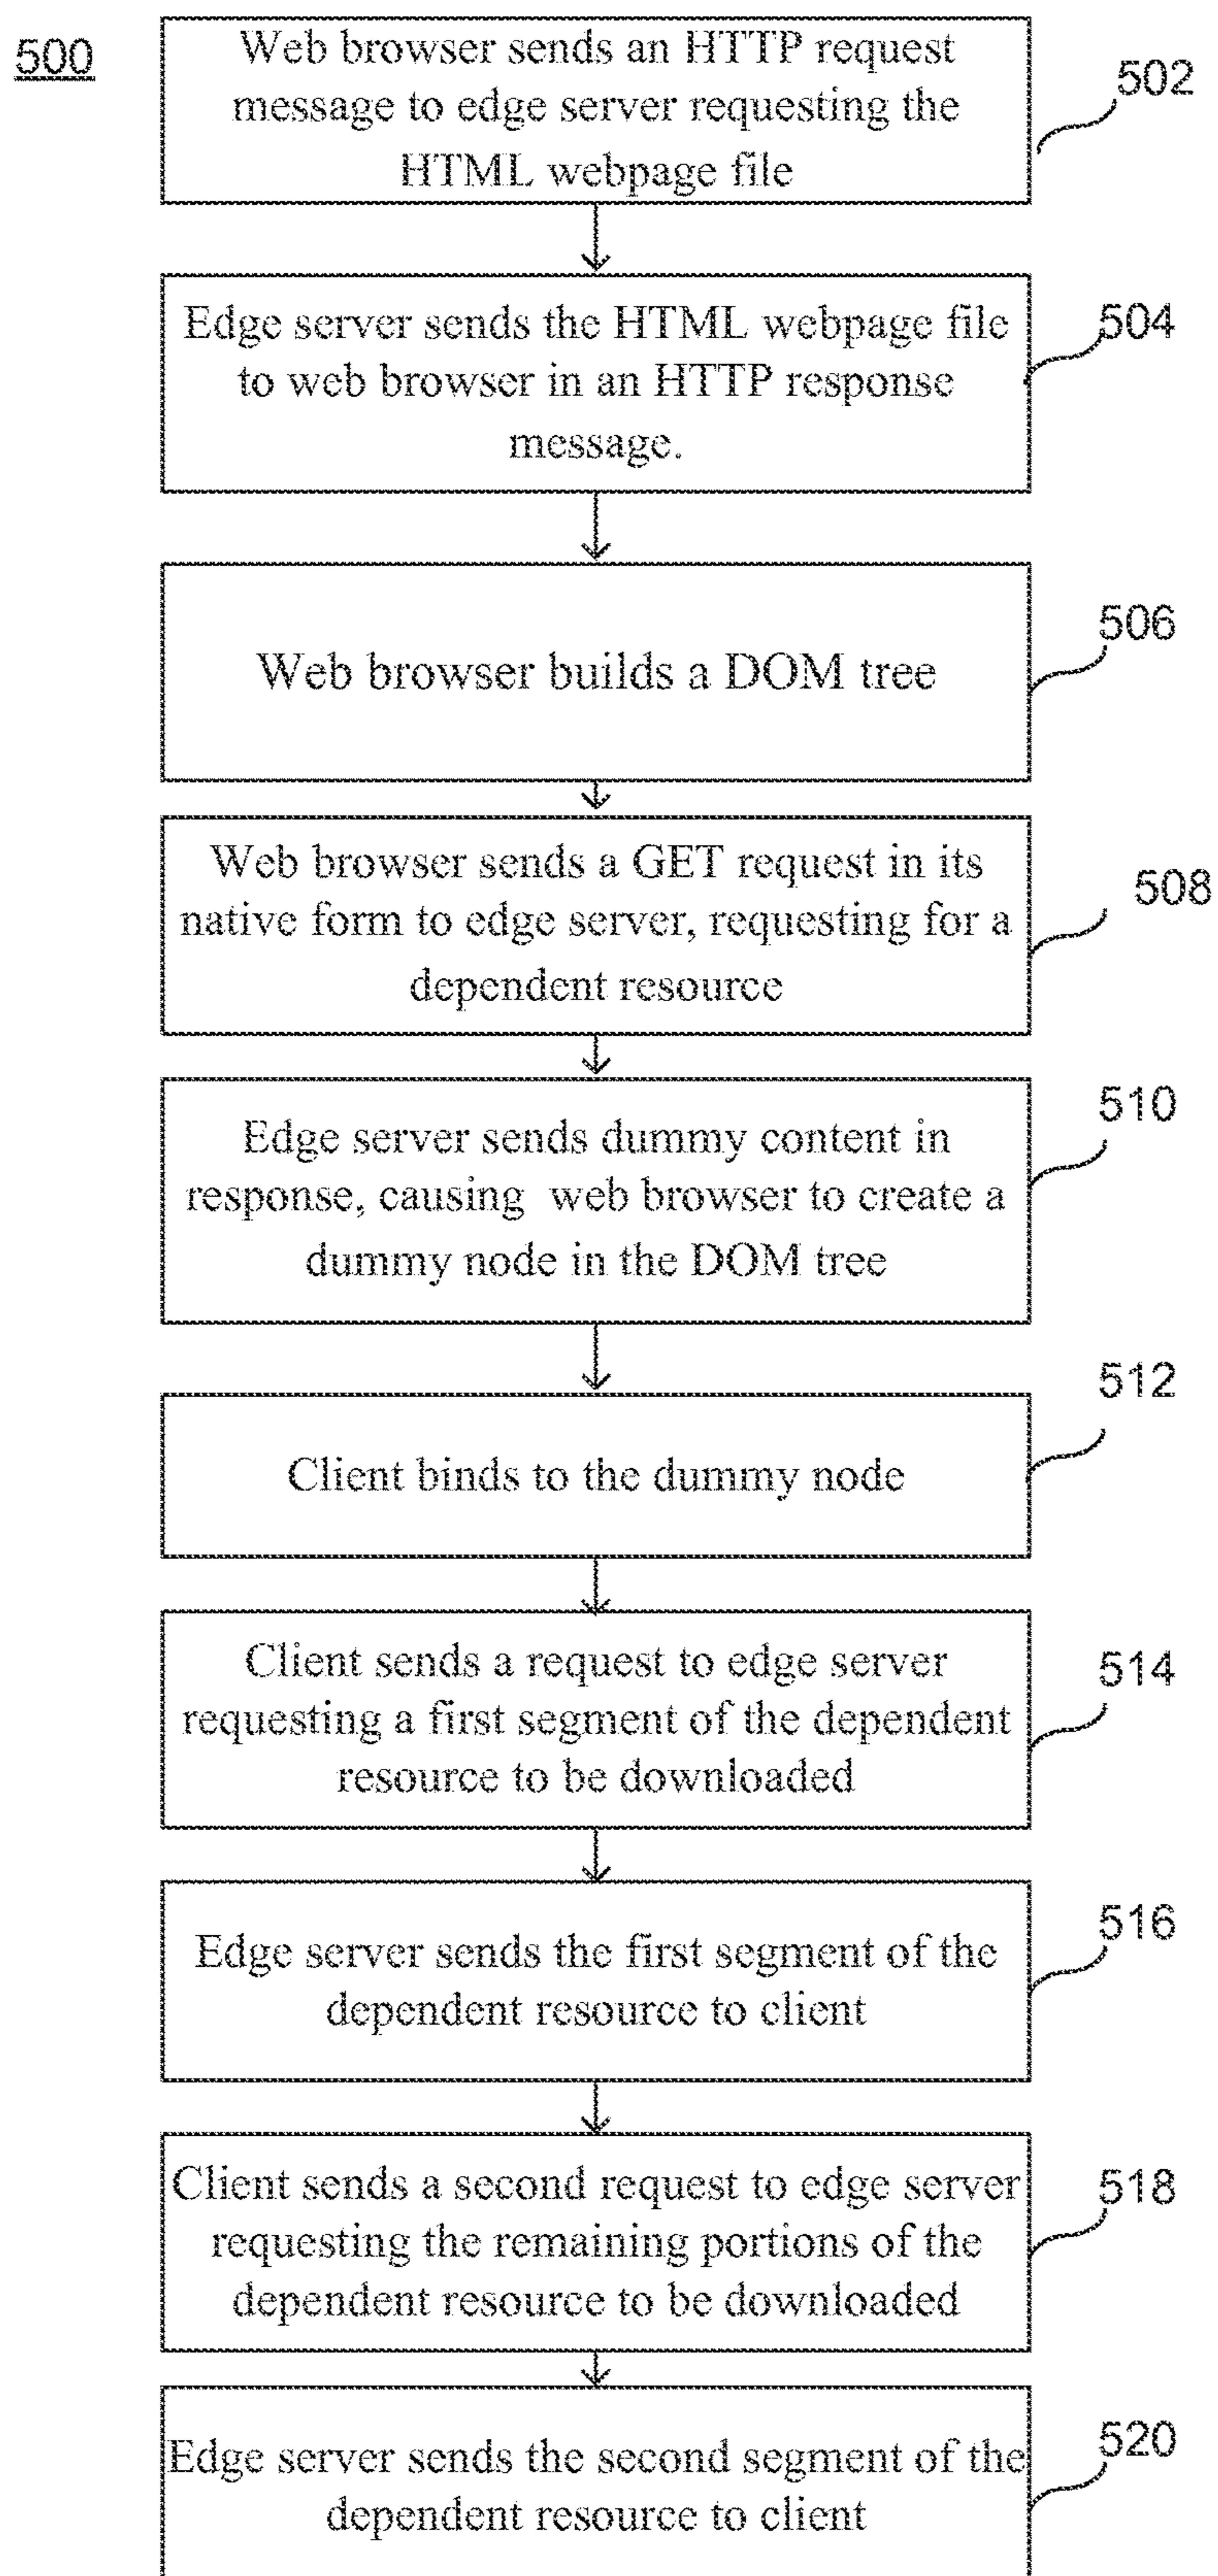 500
Web browser sends an HTTP request
message to edge server requesting the
HTML webpage file
502
Edge server sends the HTML webpage file
to web browser in an HTTP response
message.
504
Web browser builds a DOM tree
506
Web browser sends a GET request in its
native form to edge server, requesting for a
dependent resource
508
Edge server sends dummy content in
response, causing web browser to create a
dummy node in the DOM tree
510
Client binds to the dummy node
512
Client sends a request to edge server
requesting a first segment of the dependent
resource to be downloaded
514
Edge server sends the first segment of the
dependent resource to client
516
Client sends a second request to edge server
requesting the remaining portions of the
dependent resource to be downloaded
518
Edge server sends the second segment of the
dependent resource to client
520